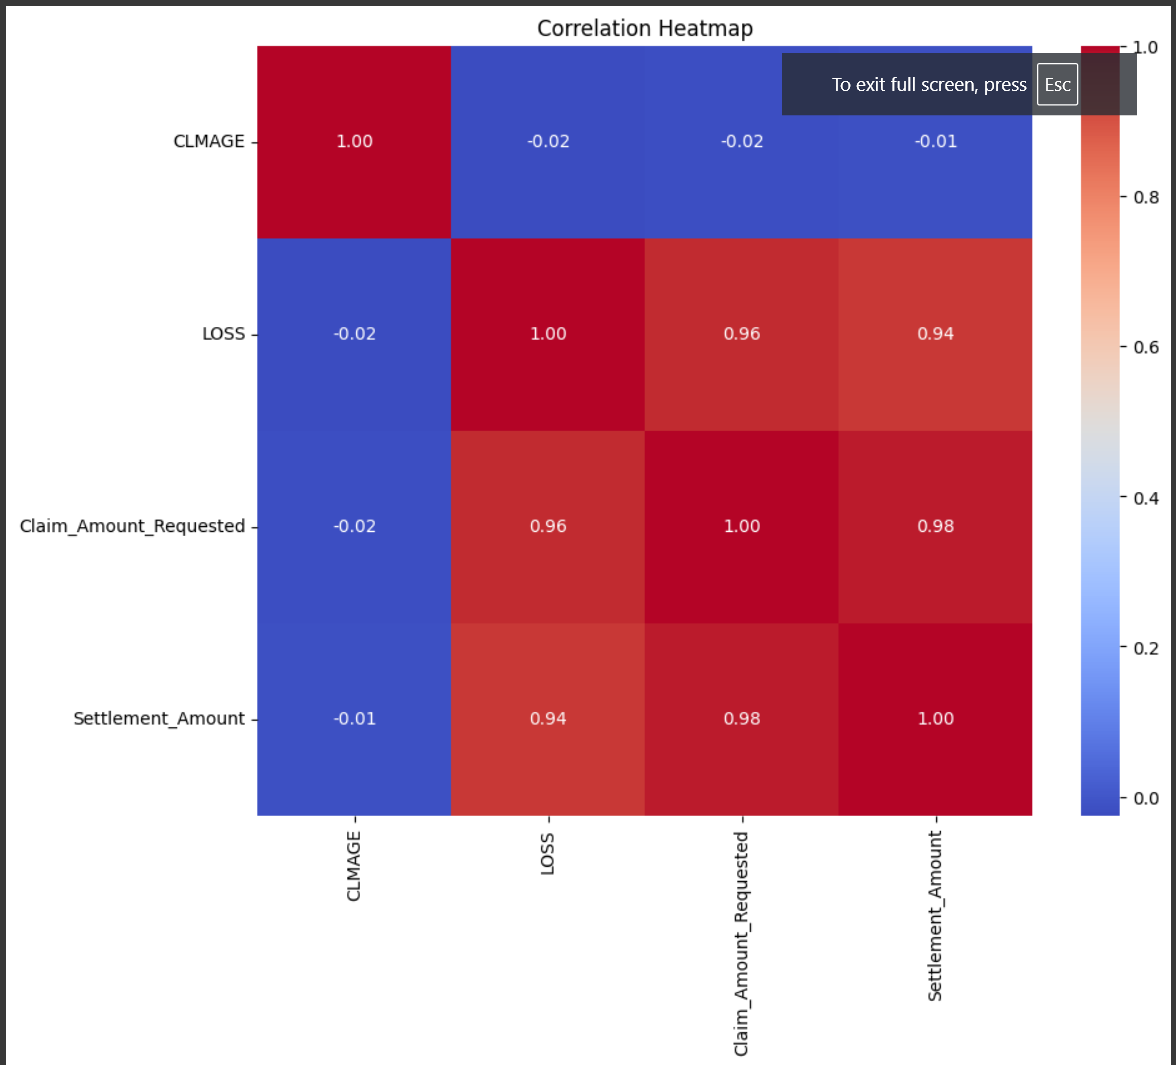 Correlation Heatmap
To exit full screen, press Esc
CLMAGE 1.00 -0.02 -0.02 -0.01
LOSS -0.02 1.00 0.96 0.94
Claim_Amount_Requested -0.02 0.96 1.00 0.98
Settlement_Amount -0.01 0.94 0.98 1.00
CLMAGE
LOSS
Claim_Amount_Requested
Settlement_Amount
1.0
0.8
0.6
0.4
0.2
0.0